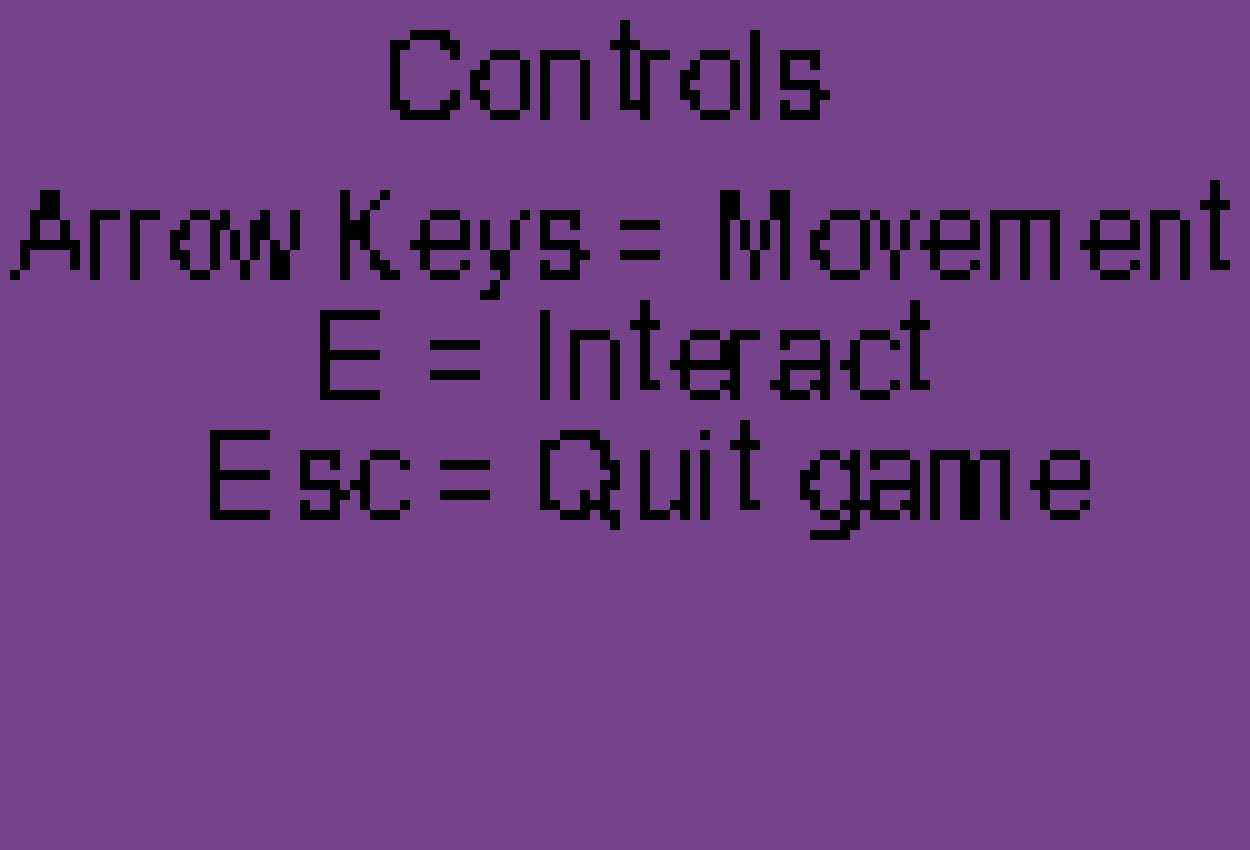 Controls
Arrow Keys = Movement
E = Interact
Esc = Quit game